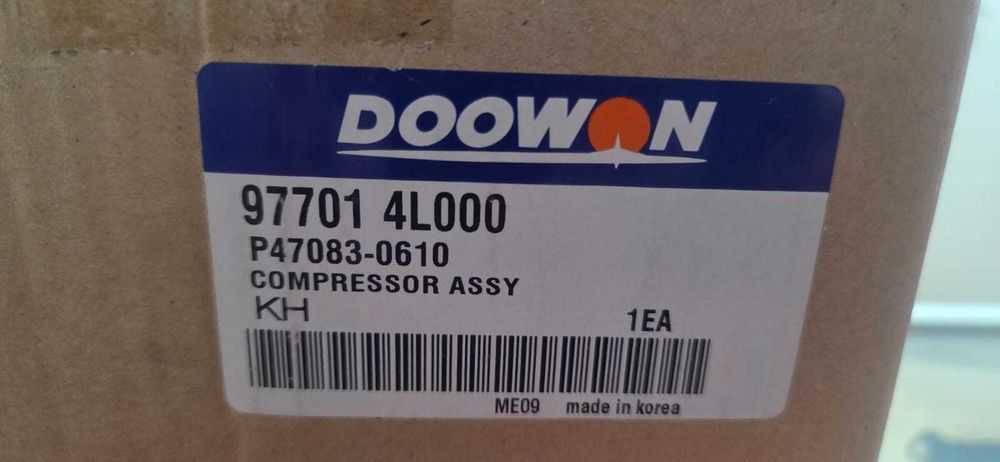 DOOWON
97701 4L000
P47083-0610
COMPRESSOR ASSY
KH 1EA
ME09 made in korea